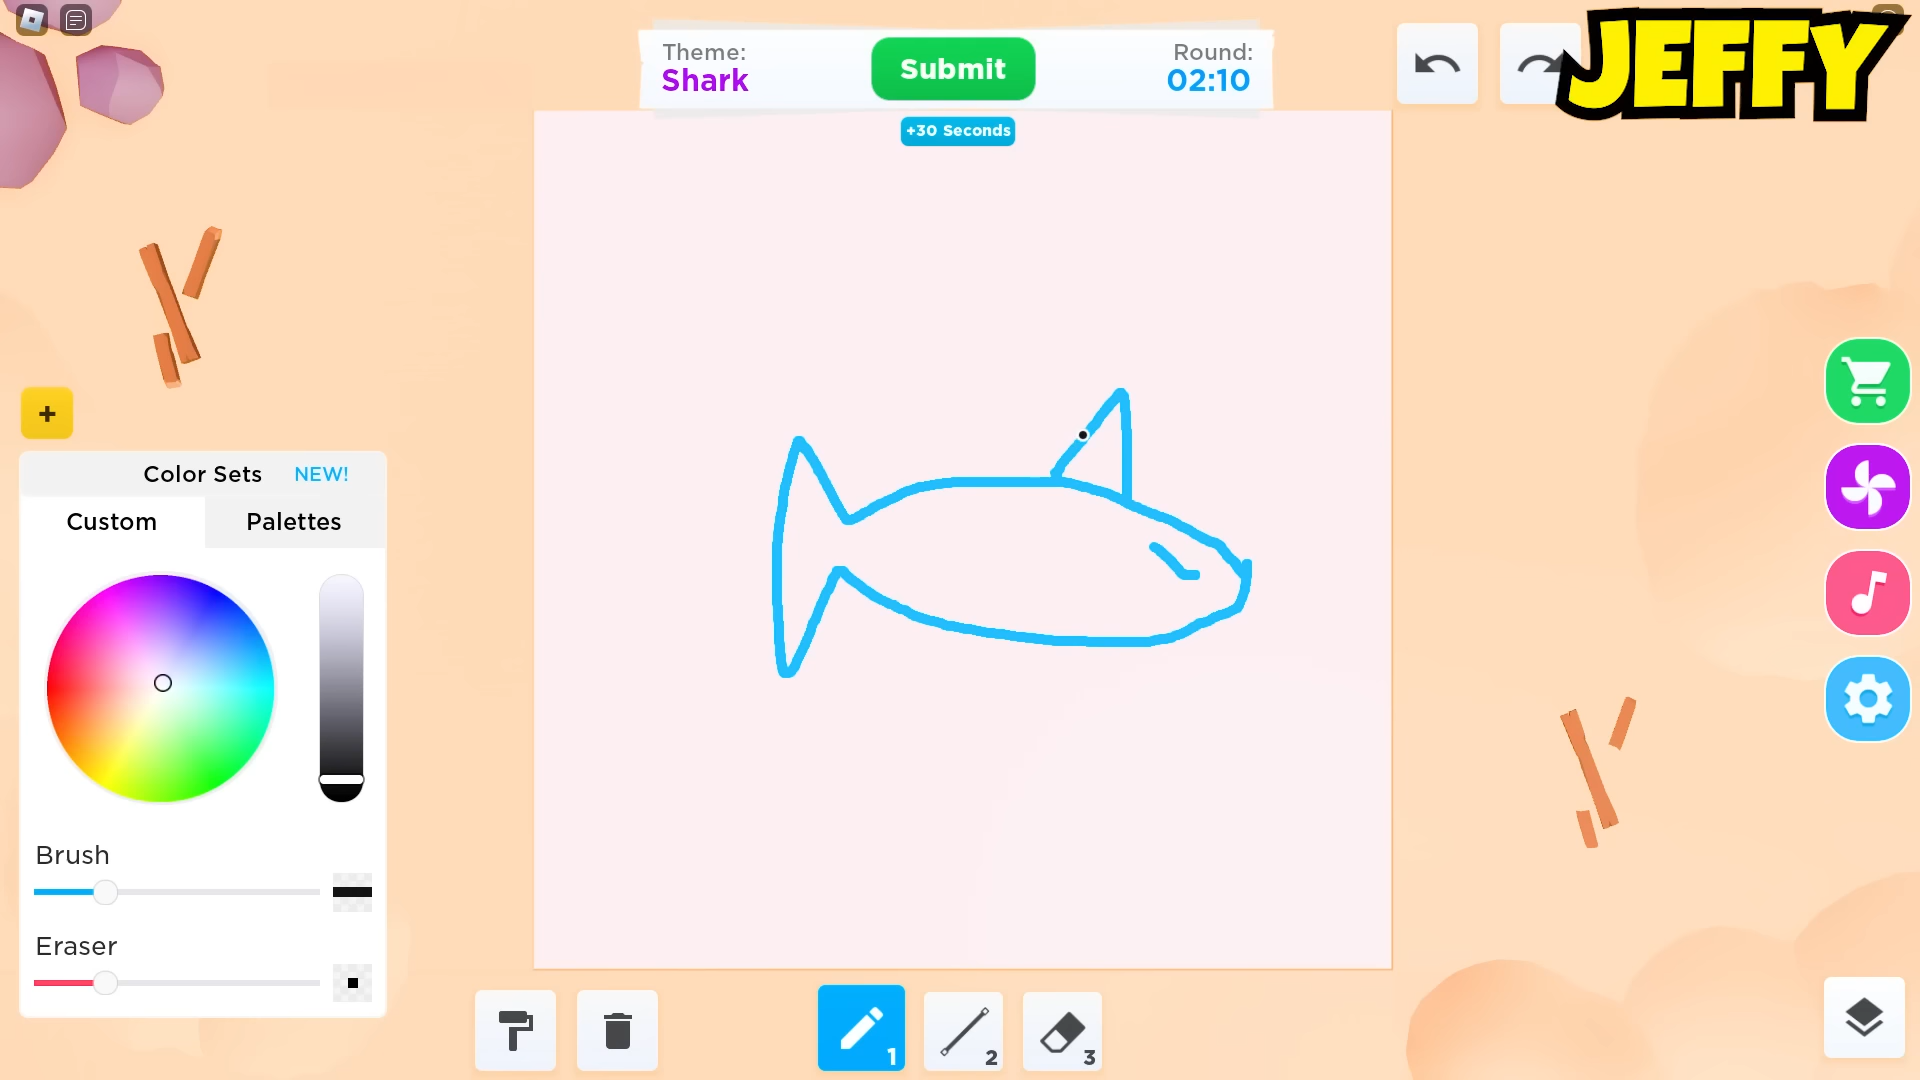 Theme:
Shark
Submit
Round:
02:10
JEFFY
+30 Seconds
+
Color Sets NEW!
Custom
Palettes
Brush
Eraser
1
2
3